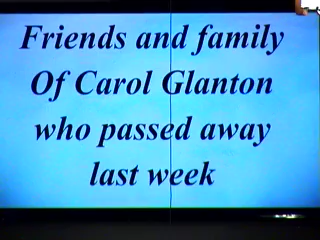 Friends and family
Of Carol Glanton
who passed away
last week